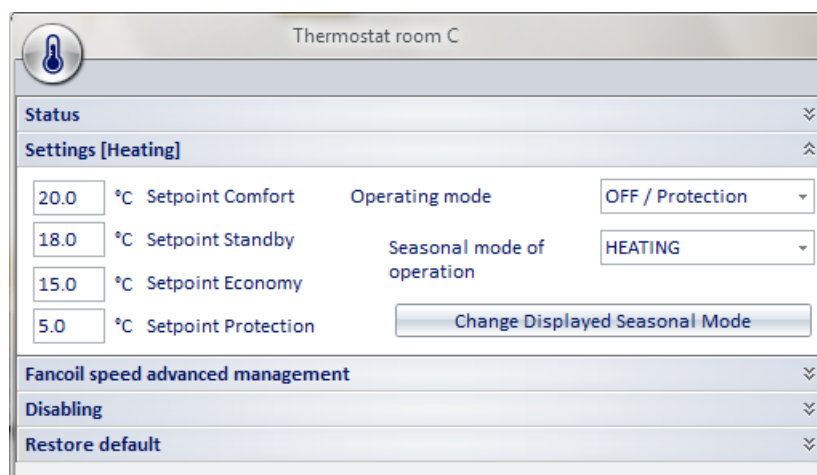 Thermostat room C
Status
Settings [Heating]
20.0 °C Setpoint Comfort Operating mode OFF / Protection
18.0 °C Setpoint Standby Seasonal mode of operation HEATING
15.0 °C Setpoint Economy
5.0 °C Setpoint Protection Change Displayed Seasonal Mode
Fancoil speed advanced management
Disabling
Restore default